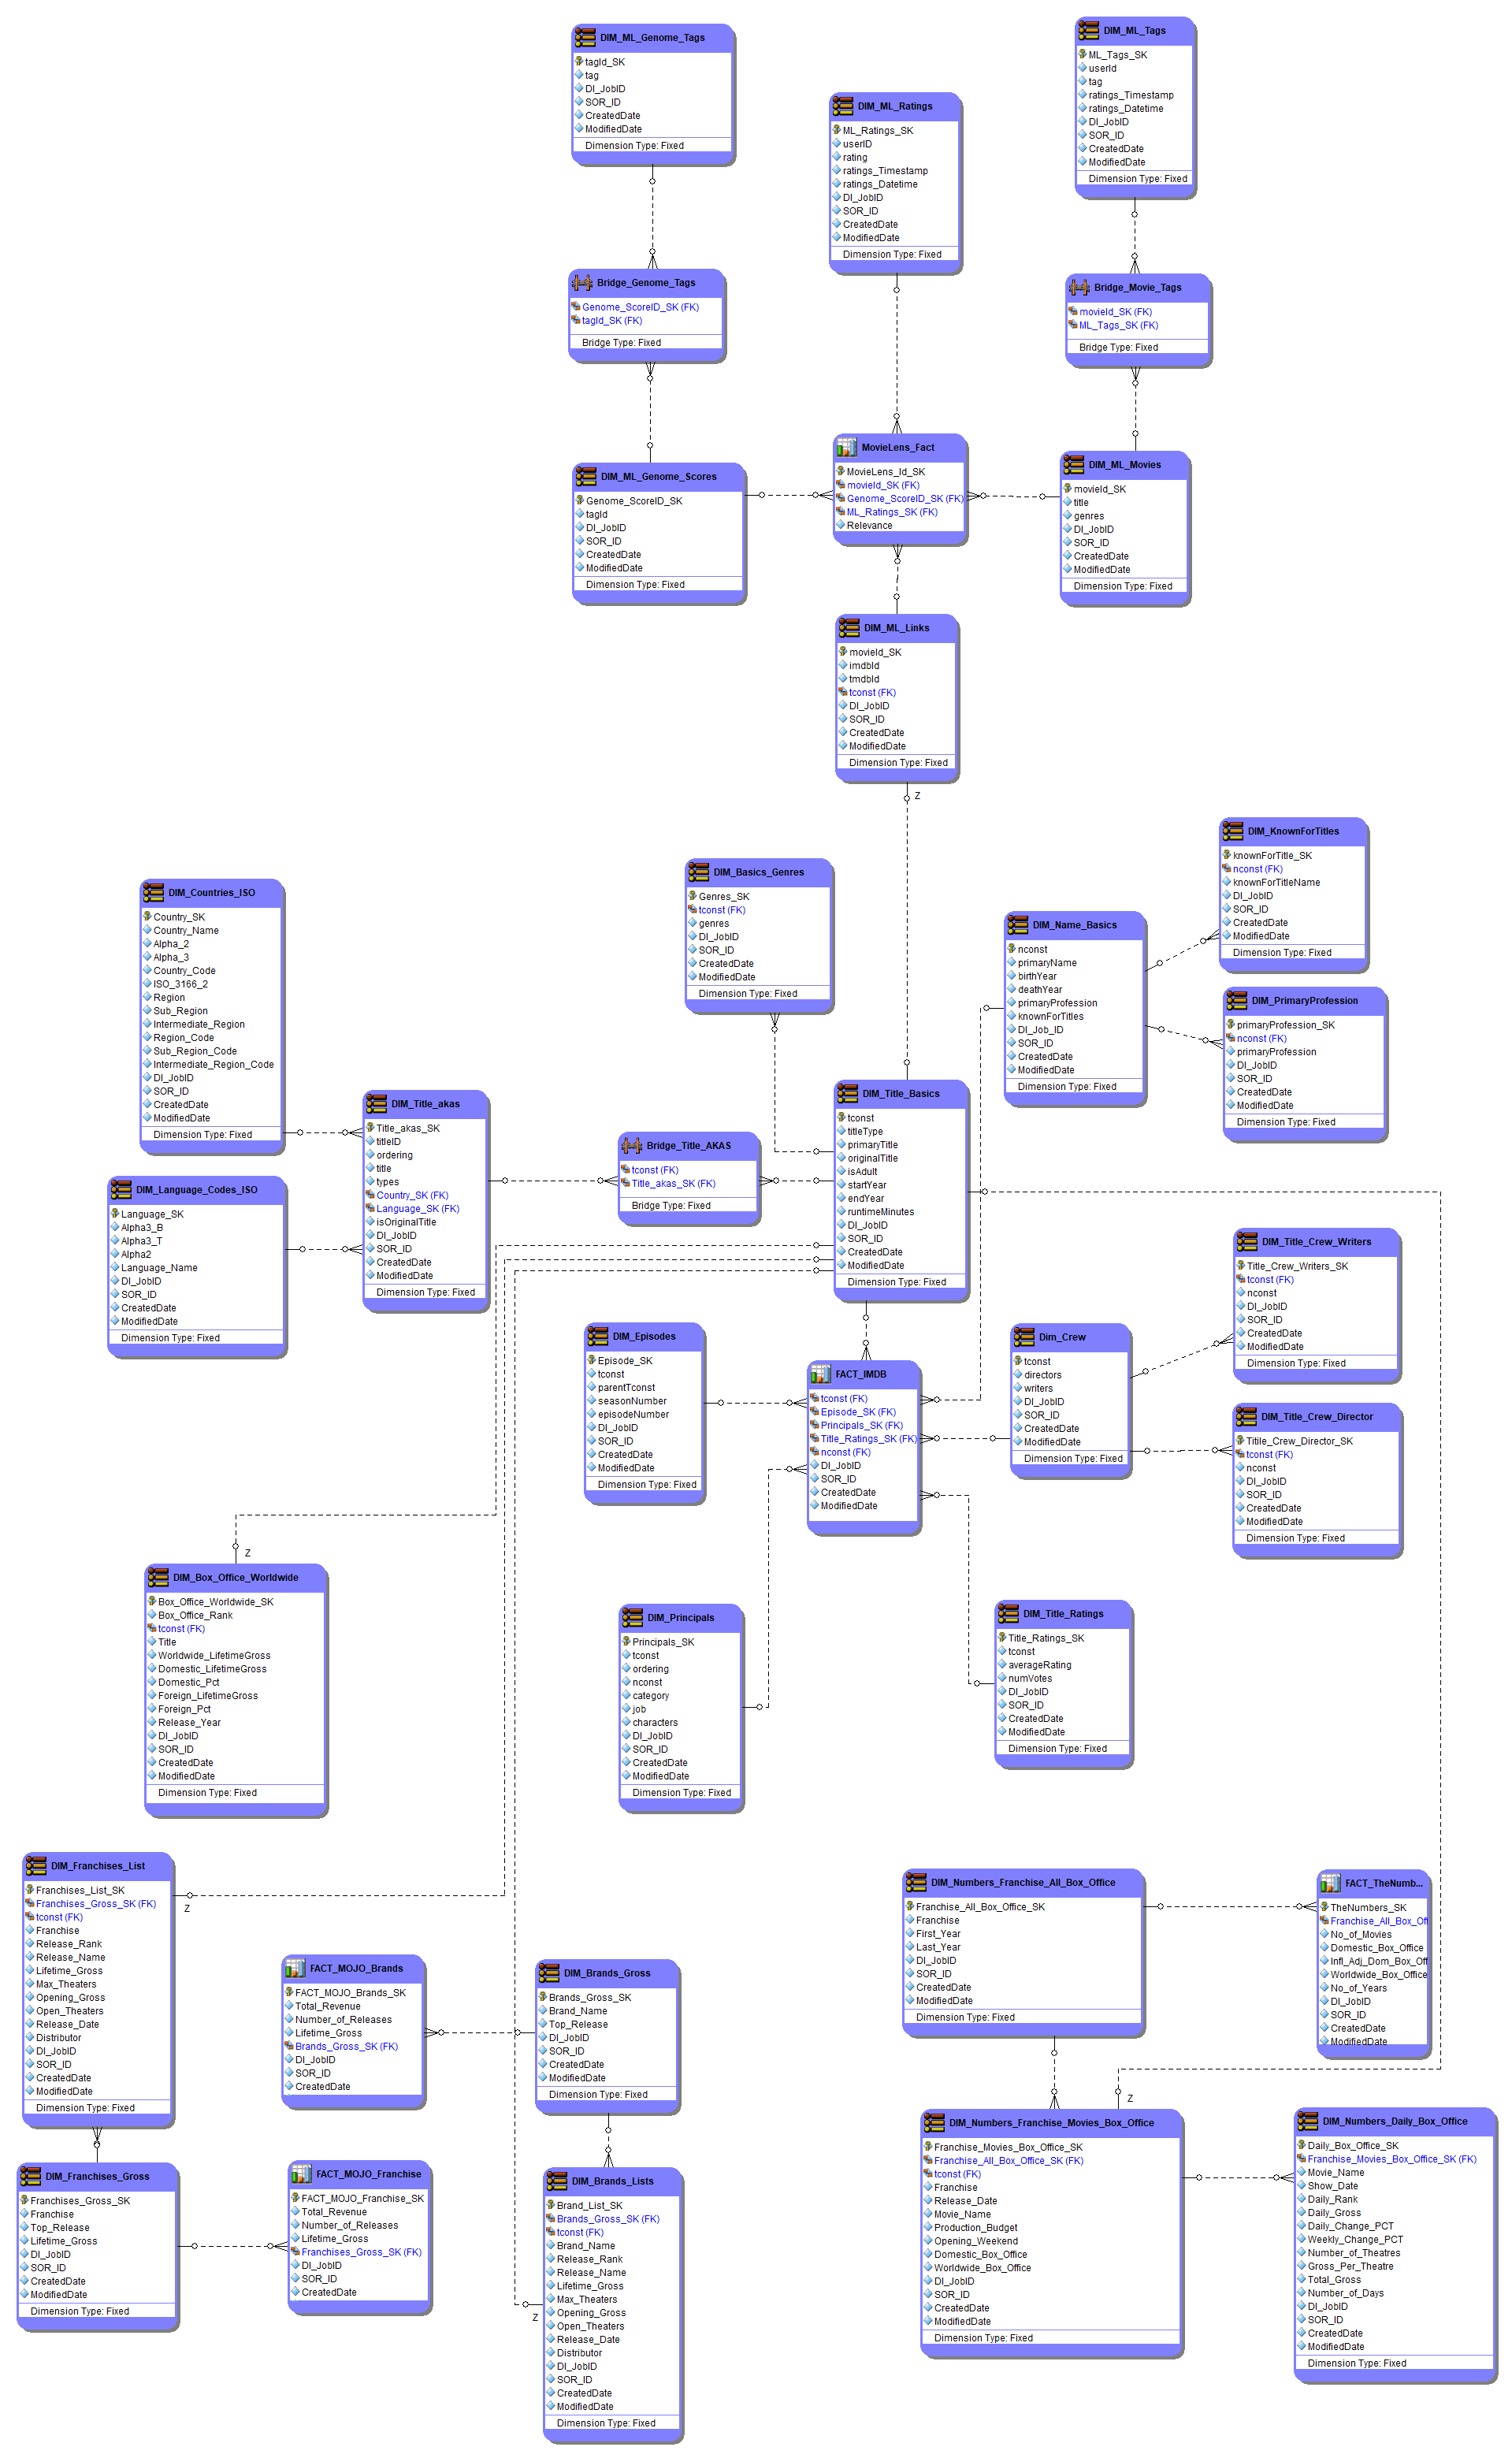 DIM_ML_Genome_Tags
tagId_SK
tag
DI_JobID
SOR_ID
CreatedDate
ModifiedDate
Dimension Type: Fixed
DIM_ML_Ratings
ML_Ratings_SK
userID
rating
ratings_Timestamp
ratings_Datetime
DI_JobID
SOR_ID
CreatedDate
ModifiedDate
Dimension Type: Fixed
DIM_ML_Tags
ML_Tags_SK
userId
tag
ratings_Timestamp
ratings_Datetime
DI_JobID
SOR_ID
CreatedDate
ModifiedDate
Dimension Type: Fixed
Bridge_Genome_Tags
Genome_ScoreID_SK (FK)
tagId_SK (FK)
Bridge Type: Fixed
Bridge_Movie_Tags
movieId_SK (FK)
ML_Tags_SK (FK)
Bridge Type: Fixed
DIM_ML_Genome_Scores
Genome_ScoreID_SK
tagId
DI_JobID
SOR_ID
CreatedDate
ModifiedDate
Dimension Type: Fixed
MovieLens_Fact
MovieLens_Id_SK
movieId_SK (FK)
Genome_ScoreID_SK (FK)
ML_Ratings_SK (FK)
Relevance
DIM_ML_Movies
movieId_SK
title
genres
DI_JobID
SOR_ID
CreatedDate
ModifiedDate
Dimension Type: Fixed
DIM_ML_Links
movieId_SK
imdbId
tmdbId
tconst (FK)
DI_JobID
SOR_ID
CreatedDate
ModifiedDate
Dimension Type: Fixed
Z
DIM_KnownForTitles
knownForTitle_SK
nconst (FK)
knownForTitleName
DI_JobID
SOR_ID
CreatedDate
ModifiedDate
Dimension Type: Fixed
DIM_Basics_Genres
Genres_SK
tconst (FK)
genres
DI_JobID
SOR_ID
CreatedDate
ModifiedDate
Dimension Type: Fixed
DIM_Countries_ISO
Country_SK
Country_Name
Alpha_2
Alpha_3
Country_Code
ISO_3166_2
Region
Sub_Region
Intermediate_Region
Region_Code
Sub_Region_Code
Intermediate_Region_Code
DI_JobID
SOR_ID
CreatedDate
ModifiedDate
Dimension Type: Fixed
DIM_Name_Basics
nconst
primaryName
birthYear
deathYear
primaryProfession
knownForTitles
DI_Job_ID
SOR_ID
CreatedDate
ModifiedDate
Dimension Type: Fixed
DIM_PrimaryProfession
primaryProfession_SK
nconst (FK)
primaryProfession
DI_JobID
SOR_ID
CreatedDate
ModifiedDate
Dimension Type: Fixed
DIM_Title_akas
Title_akas_SK
titleID
ordering
title
types
Country_SK (FK)
Language_SK (FK)
isOriginalTitle
DI_JobID
SOR_ID
CreatedDate
ModifiedDate
Dimension Type: Fixed
Bridge_Title_AKAS
tconst (FK)
Title_akas_SK (FK)
Bridge Type: Fixed
DIM_Title_Basics
tconst
titleType
primaryTitle
originalTitle
isAdult
startYear
endYear
runtimeMinutes
DI_JobID
SOR_ID
CreatedDate
ModifiedDate
Dimension Type: Fixed
DIM_Language_Codes_ISO
Language_SK
Alpha3_B
Alpha3_T
Alpha2
Language_Name
DI_JobID
SOR_ID
CreatedDate
ModifiedDate
Dimension Type: Fixed
DIM_Title_Crew_Writers
Title_Crew_Writers_SK
tconst (FK)
nconst
DI_JobID
SOR_ID
CreatedDate
ModifiedDate
Dimension Type: Fixed
DIM_Episodes
Episode_SK
tconst
parentTconst
seasonNumber
episodeNumber
DI_JobID
SOR_ID
CreatedDate
ModifiedDate
Dimension Type: Fixed
FACT_IMDB
tconst (FK)
Episode_SK (FK)
Principals_SK (FK)
Title_Ratings_SK (FK)
nconst (FK)
DI_JobID
SOR_ID
CreatedDate
ModifiedDate
Dim_Crew
tconst
directors
writers
DI_JobID
SOR_ID
CreatedDate
ModifiedDate
Dimension Type: Fixed
DIM_Title_Crew_Director
Titile_Crew_Director_SK
tconst (FK)
nconst
DI_JobID
SOR_ID
CreatedDate
ModifiedDate
Dimension Type: Fixed
Z
DIM_Box_Office_Worldwide
Box_Office_Worldwide_SK
Box_Office_Rank
tconst (FK)
Title
Worldwide_LifetimeGross
Domestic_LifetimeGross
Domestic_Pct
Foreign_LifetimeGross
Foreign_Pct
Release_Year
DI_JobID
SOR_ID
CreatedDate
ModifiedDate
Dimension Type: Fixed
DIM_Principals
Principals_SK
tconst
ordering
nconst
category
job
characters
DI_JobID
SOR_ID
CreatedDate
ModifiedDate
Dimension Type: Fixed
DIM_Title_Ratings
Title_Ratings_SK
tconst
averageRating
numVotes
DI_JobID
SOR_ID
CreatedDate
ModifiedDate
Dimension Type: Fixed
DIM_Franchises_List
Franchises_List_SK
Franchises_Gross_SK (FK)
tconst (FK)
Franchise
Release_Rank
Release_Name
Lifetime_Gross
Max_Theaters
Opening_Gross
Open_Theaters
Release_Date
Distributor
DI_JobID
SOR_ID
CreatedDate
ModifiedDate
Dimension Type: Fixed
Z
DIM_Numbers_Franchise_All_Box_Office
Franchise_All_Box_Office_SK
Franchise
First_Year
Last_Year
DI_JobID
SOR_ID
CreatedDate
ModifiedDate
Dimension Type: Fixed
FACT_TheNumb...
TheNumbers_SK
Franchise_All_Box_Off
No_of_Movies
Domestic_Box_Office
Infl_Adj_Dom_Box_Off
Worldwide_Box_Office
No_of_Years
DI_JobID
SOR_ID
CreatedDate
ModifiedDate
FACT_MOJO_Brands
FACT_MOJO_Brands_SK
Total_Revenue
Number_of_Releases
Lifetime_Gross
Brands_Gross_SK (FK)
DI_JobID
SOR_ID
CreatedDate
DIM_Brands_Gross
Brands_Gross_SK
Brand_Name
Top_Release
DI_JobID
SOR_ID
CreatedDate
ModifiedDate
Dimension Type: Fixed
Z
DIM_Franchises_Gross
Franchises_Gross_SK
Franchise
Top_Release
Lifetime_Gross
DI_JobID
SOR_ID
CreatedDate
ModifiedDate
Dimension Type: Fixed
FACT_MOJO_Franchise
FACT_MOJO_Franchise_SK
Total_Revenue
Number_of_Releases
Lifetime_Gross
Franchises_Gross_SK (FK)
DI_JobID
SOR_ID
CreatedDate
DIM_Brands_Lists
Brand_List_SK
Brands_Gross_SK (FK)
tconst (FK)
Brand_Name
Release_Rank
Release_Name
Lifetime_Gross
Max_Theaters
Opening_Gross
Open_Theaters
Release_Date
Distributor
DI_JobID
SOR_ID
CreatedDate
ModifiedDate
Dimension Type: Fixed
Z
DIM_Numbers_Franchise_Movies_Box_Office
Franchise_Movies_Box_Office_SK
Franchise_All_Box_Office_SK (FK)
tconst (FK)
Franchise
Release_Date
Movie_Name
Production_Budget
Opening_Weekend
Domestic_Box_Office
Worldwide_Box_Office
DI_JobID
SOR_ID
CreatedDate
ModifiedDate
Dimension Type: Fixed
DIM_Numbers_Daily_Box_Office
Daily_Box_Office_SK
Franchise_Movies_Box_Office_SK (FK)
Movie_Name
Show_Date
Daily_Rank
Daily_Gross
Daily_Change_PCT
Weekly_Change_PCT
Number_of_Theatres
Gross_Per_Theatre
Total_Gross
Number_of_Days
DI_JobID
SOR_ID
CreatedDate
ModifiedDate
Dimension Type: Fixed